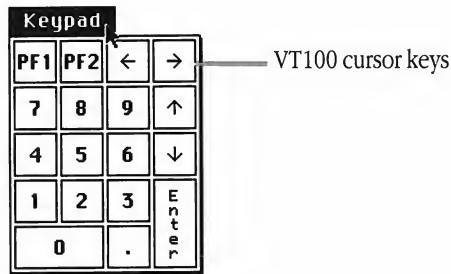 Keypad
PF1 PF2 ← → VT100 cursor keys
7 8 9 ↑
4 5 6 ↓
1 2 3 Enter
0 .